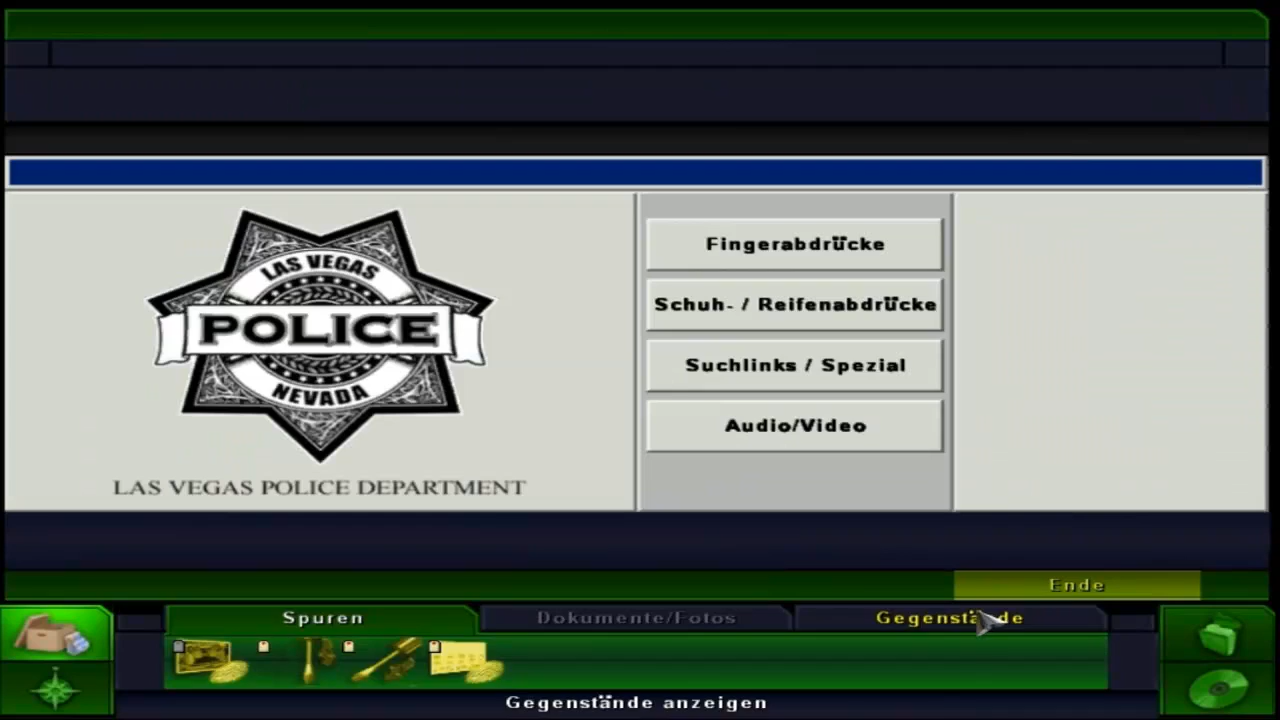 LAS VEGAS
POLICE
NEVADA
LAS VEGAS POLICE DEPARTMENT
Fingerabdrücke
Schuh- / Reifenabdrücke
Suchlinks / Spezial
Audio/Video
Ende
Spuren
Dokumente/Fotos
Gegenstände
Gegenstände anzeigen